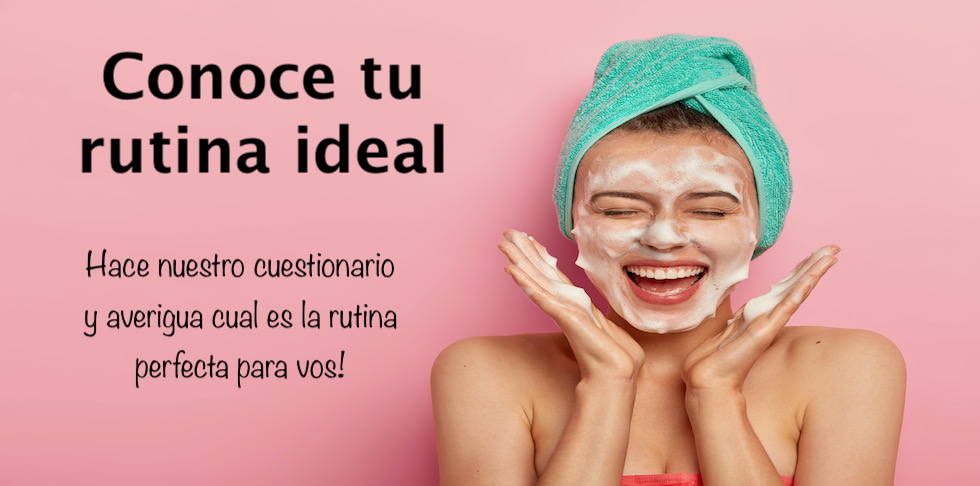 Conoce tu
rutina ideal
Hace nuestro cuestionario
y averigua cual es la rutina
perfecta para vos!